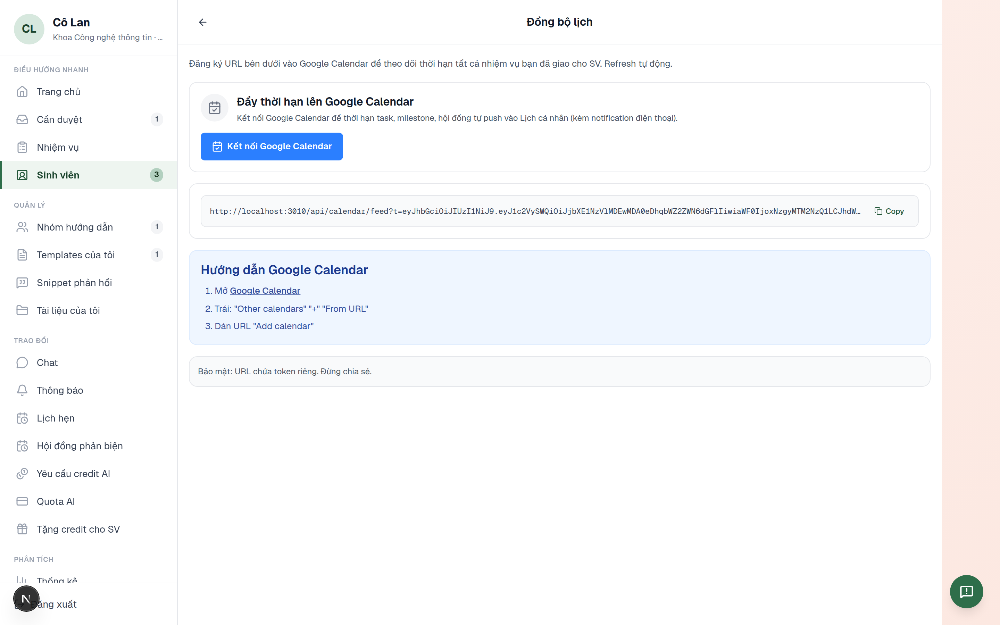 CL
Cô Lan
Khoa Công nghệ thông tin · ...
ĐIỀU HƯỚNG NHANH
Trang chủ
Cần duyệt 1
Nhiệm vụ
Sinh viên 3
QUẢN LÝ
Nhóm hướng dẫn 1
Templates của tôi 1
Snippet phản hồi
Tài liệu của tôi
TRAO ĐỔI
Chat
Thông báo
Lịch hẹn
Hội đồng phản biện
Yêu cầu credit AI
Quota AI
Tặng credit cho SV
PHÂN TÍCH
Thống kê
N
Đăng xuất
Đồng bộ lịch
Đăng ký URL bên dưới vào Google Calendar để theo dõi thời hạn tất cả nhiệm vụ bạn đã giao cho SV. Refresh tự động.
Đẩy thời hạn lên Google Calendar
Kết nối Google Calendar để thời hạn task, milestone, hội đồng tự push vào Lịch cá nhân (kèm notification điện thoại).
Kết nối Google Calendar
http://localhost:3010/api/calendar/feed?t=eyJhbGciOiJIUzI1NiJ9.eyJ1c2VySWQiOiJjbXE1NzVlMDEwMDA0eDhqbWZ2ZWN6dGFlIiwiaWF0IjoxNzgyMTM2NzQ1LCJhdW… Copy
Hướng dẫn Google Calendar
1. Mở Google Calendar
2. Trái: "Other calendars" "+" "From URL"
3. Dán URL "Add calendar"
Bảo mật: URL chứa token riêng. Đừng chia sẻ.